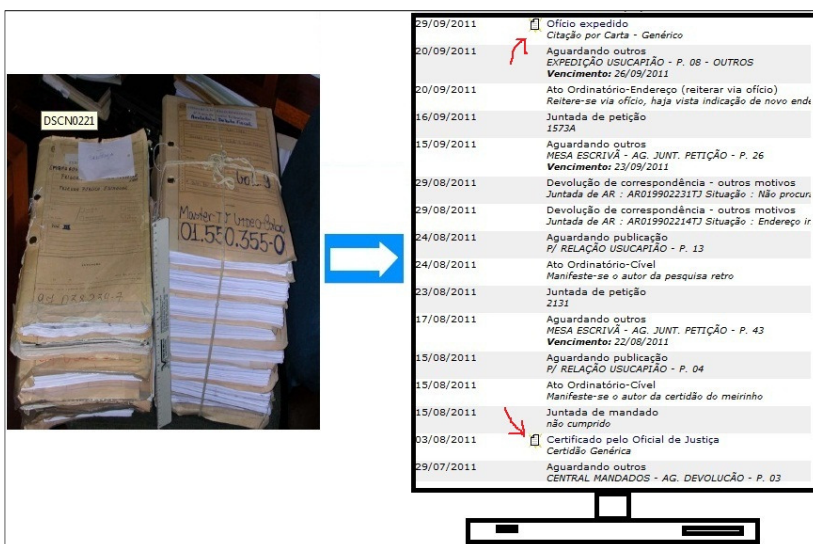 DSCN0221
01.550.355-0
29/09/2011 Ofício expedido
Citação por Carta - Genérico
20/09/2011 Aguardando outros
EXPEDIÇÃO USUCAPIÃO - P. 08 - OUTROS
Vencimento: 26/09/2011
20/09/2011 Ato Ordinatório-Endereço (reiterar via ofício)
Reitere-se via ofício, haja vista indicação de novo ende
16/09/2011 Juntada de petição
1573A
15/09/2011 Aguardando outros
MESA ESCRIVÃ - AG. JUNT. PETIÇÃO - P. 26
Vencimento: 23/09/2011
29/08/2011 Devolução de correspondência - outros motivos
Juntada de AR : AR019902231TJ Situação : Não procur
29/08/2011 Devolução de correspondência - outros motivos
Juntada de AR : AR019902214TJ Situação : Endereço in
24/08/2011 Aguardando publicação
P/ RELAÇÃO USUCAPIÃO - P. 13
24/08/2011 Ato Ordinatório-Cível
Manifeste-se o autor da pesquisa retro
23/08/2011 Juntada de petição
2131
17/08/2011 Aguardando outros
MESA ESCRIVÃ - AG. JUNT. PETIÇÃO - P. 43
Vencimento: 22/08/2011
15/08/2011 Aguardando publicação
P/ RELAÇÃO USUCAPIÃO - P. 04
15/08/2011 Ato Ordinatório-Cível
Manifeste-se o autor da certidão do meirinho
15/08/2011 Juntada de mandado
não cumprido
03/08/2011 Certificado pelo Oficial de Justiça
Certidão Genérica
29/07/2011 Aguardando outros
CENTRAL MANDADOS - AG. DEVOLUCÃO - P. 03